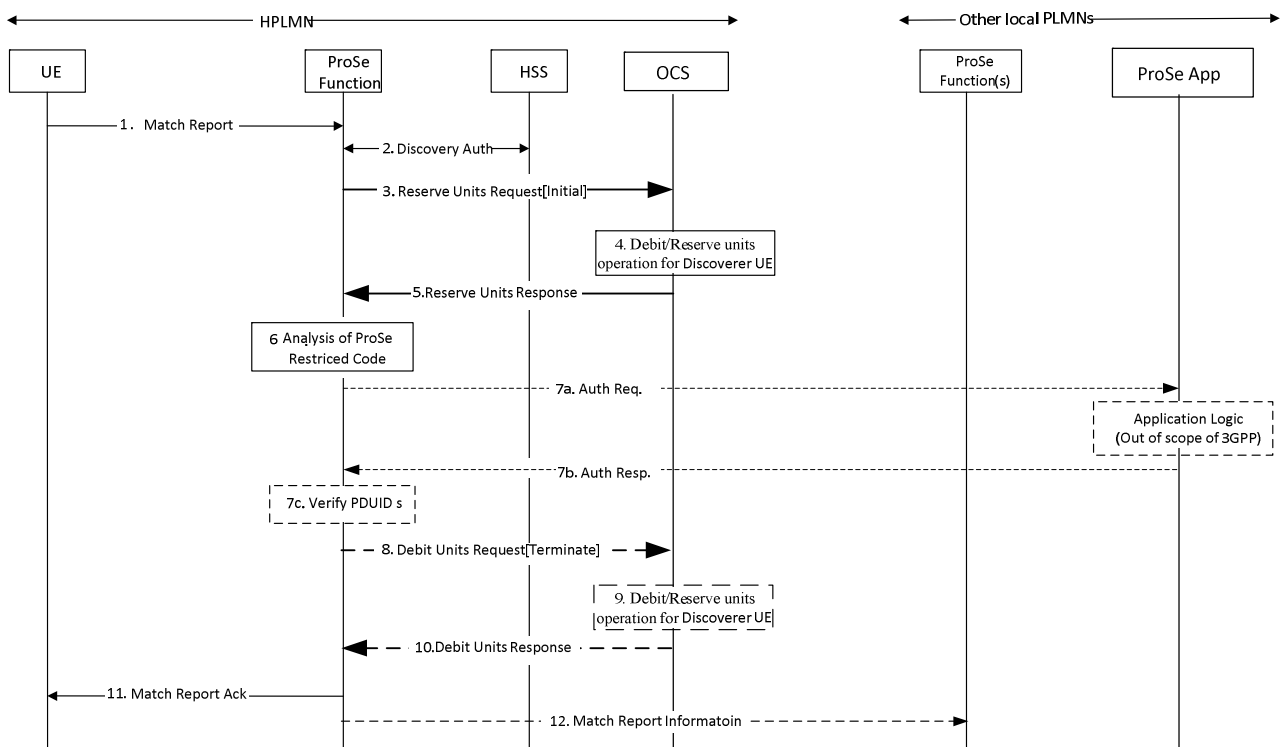 HPLMN
Other local PLMNs
UE
ProSe
Function
HSS
OCS
ProSe
Function(s)
ProSe App
1. Match Report
2. Discovery Auth
3. Reserve Units Request[Initial]
4. Debit/Reserve units
operation for Discoverer UE
5.Reserve Units Response
6 Analysis of ProSe
Restriced Code
7a. Auth Req.
Application Logic
(Out of scope of 3GPP)
7b. Auth Resp.
7c. Verify PDUID s
8. Debit Units Request[Terminate]
9. Debit/Reserve units
operation for Discoverer UE
10.Debit Units Response
11. Match Report Ack
12. Match Report Informatoin